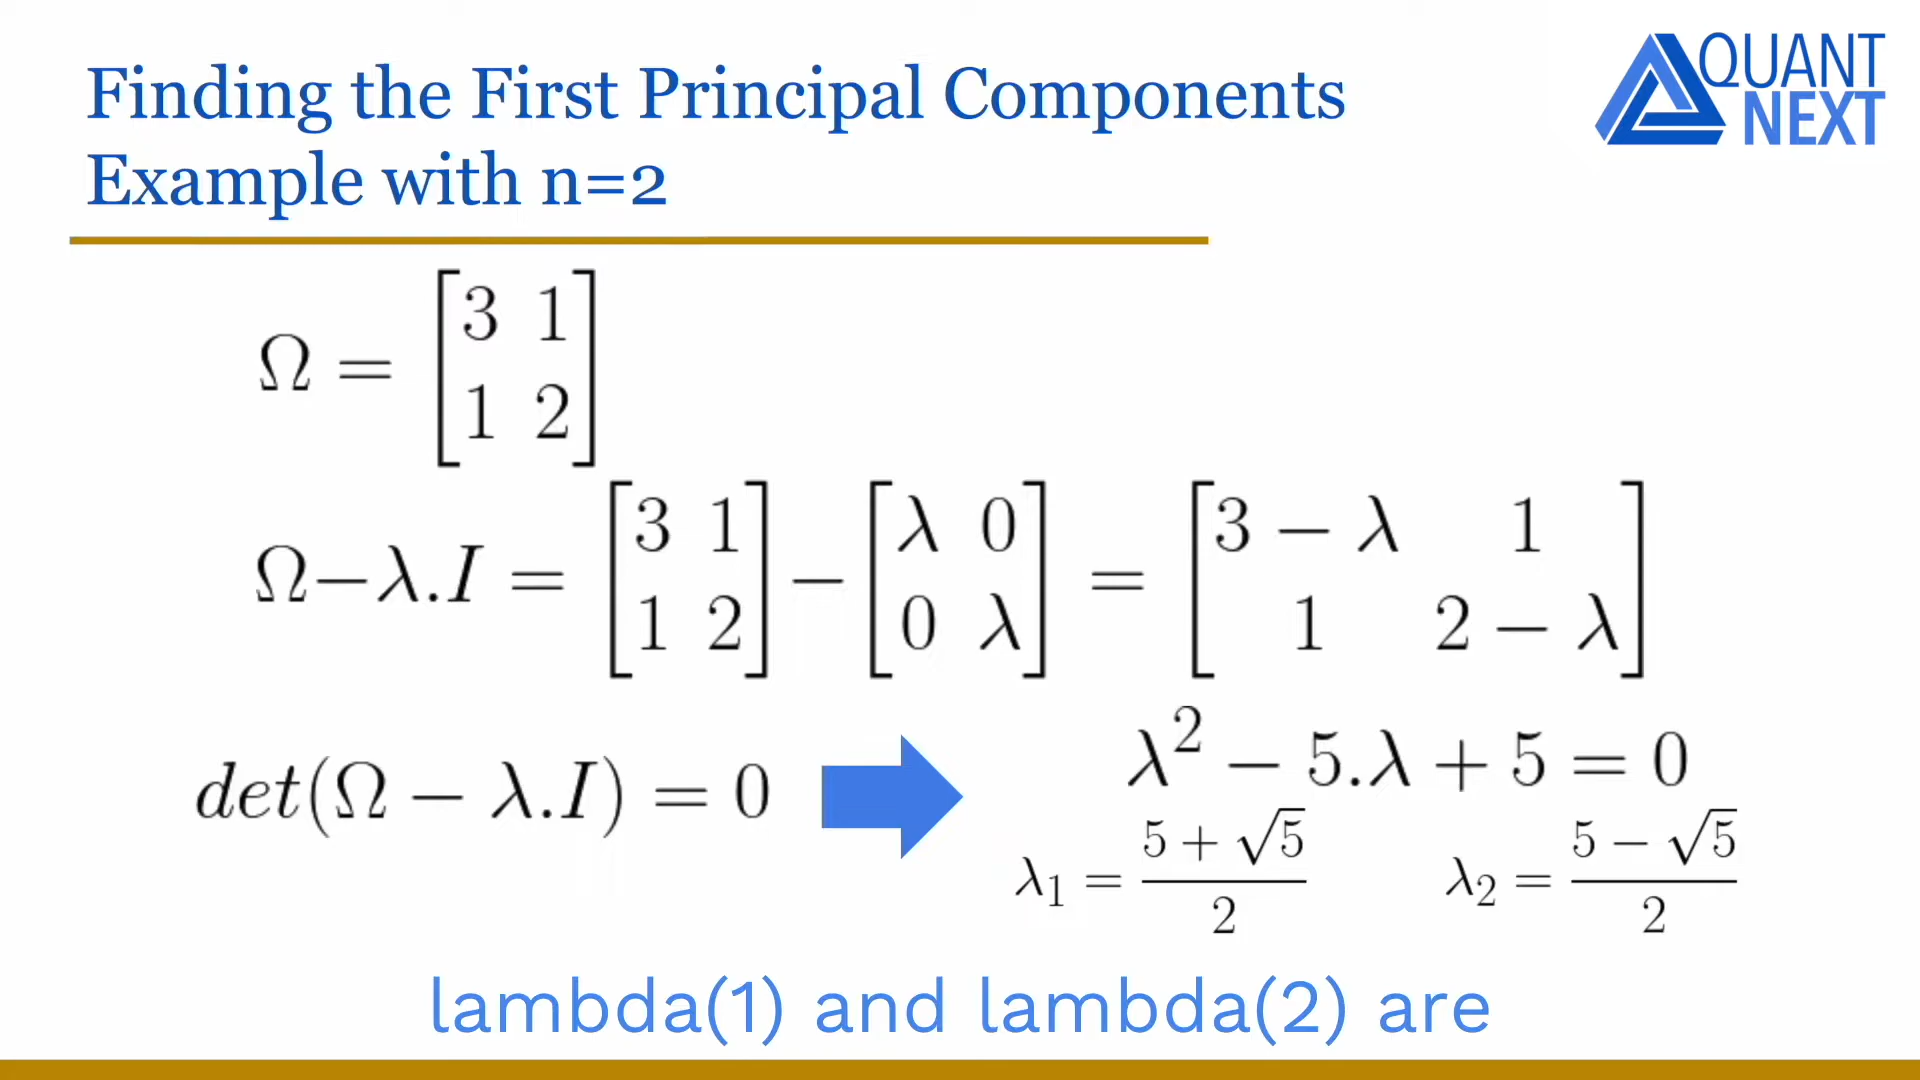 Finding the First Principal Components
Example with n=2
QUANT
NEXT
Ω = [3 1
1 2]
Ω−λ.I = [3 1
1 2] − [λ 0
0 λ] = [3 − λ 1
1 2 − λ]
det(Ω − λ.I) = 0
λ² − 5.λ + 5 = 0
λ₁ = (5 + √5)/2
λ₂ = (5 − √5)/2
lambda(1) and lambda(2) are